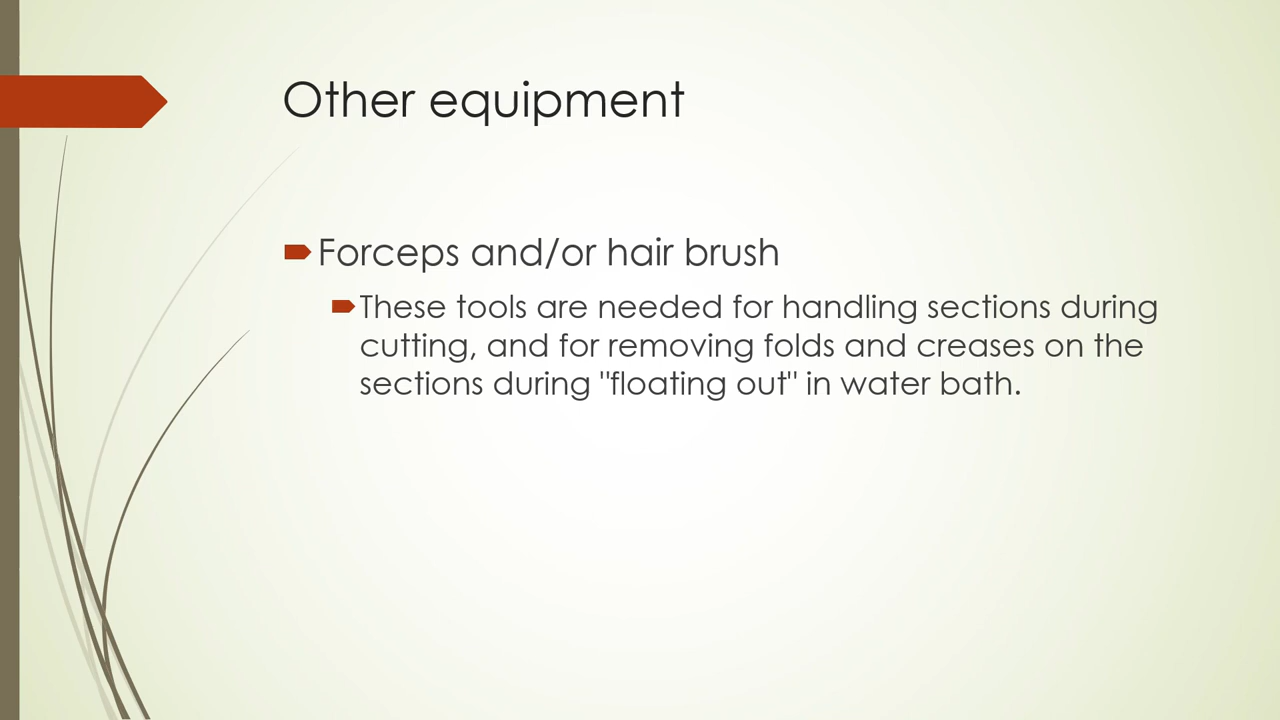 Other equipment
Forceps and/or hair brush
These tools are needed for handling sections during
cutting, and for removing folds and creases on the
sections during "floating out" in water bath.